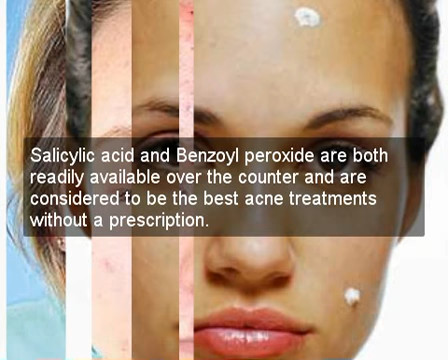 Salicylic acid and Benzoyl peroxide are both
readily available over the counter and are
considered to be the best acne treatments
without a prescription.